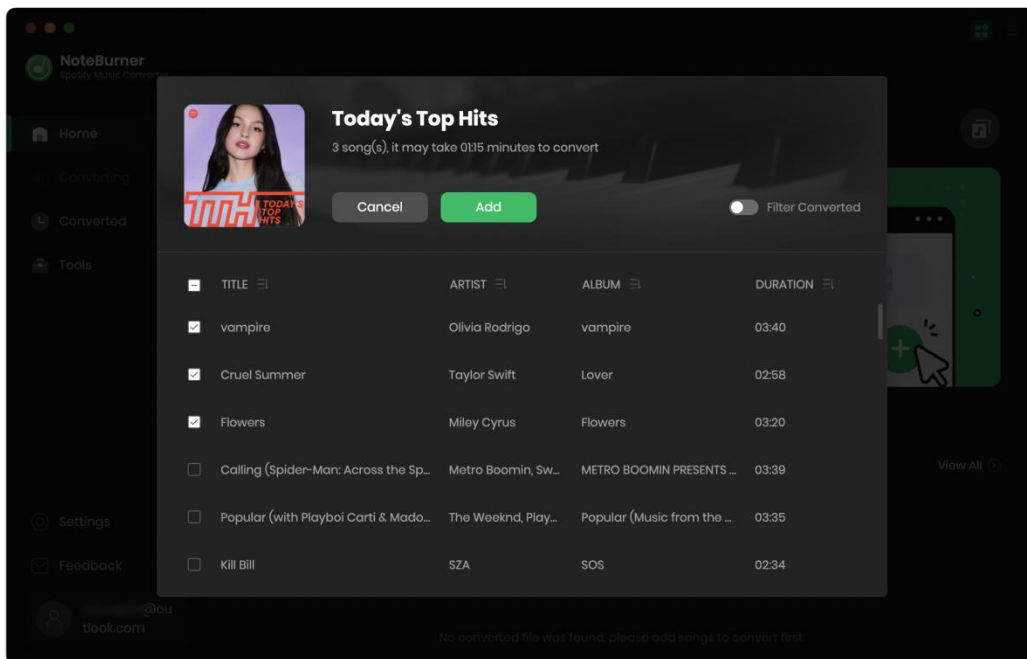 NoteBurner
Spotify Music Converter
Home
Converting
Converted
Tools
Settings
Feedback
@ou
tlook.com
Today's Top Hits
3 song(s), it may take 01:15 minutes to convert
Cancel
Add
Filter Converted
TODAY'S
TOP
HITS
TITLE ARTIST ALBUM DURATION
vampire Olivia Rodrigo vampire 03:40
Cruel Summer Taylor Swift Lover 02:58
Flowers Miley Cyrus Flowers 03:20
Calling (Spider-Man: Across the Sp... Metro Boomin, Sw... METRO BOOMIN PRESENTS ... 03:39
Popular (with Playboi Carti & Mado... The Weeknd, Play... Popular (Music from the ... 03:35
Kill Bill SZA SOS 02:34
View All
No converted file was found, please add songs to convert first.